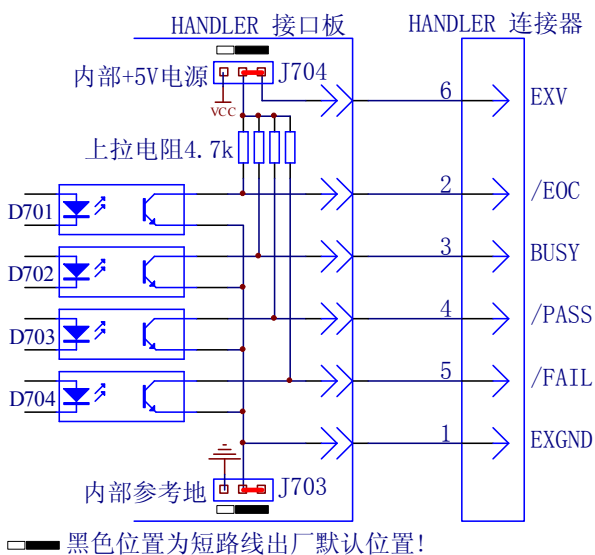 HANDLER 接口板
HANDLER 连接器
内部+5V电源
J704
VCC
6
EXV
上拉电阻4.7k
D701
2
/EOC
D702
3
BUSY
D703
4
/PASS
D704
5
/FAIL
1
EXGND
内部参考地
J703
黑色位置为短路线出厂默认位置!